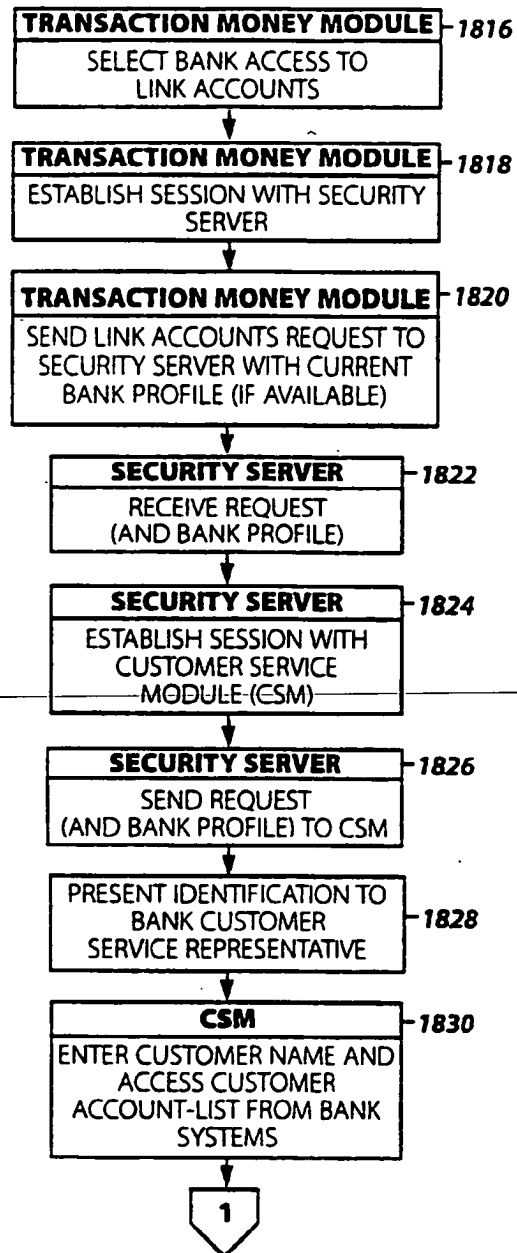 TRANSACTION MONEY MODULE
1816
SELECT BANK ACCESS TO
LINK ACCOUNTS
TRANSACTION MONEY MODULE
1818
ESTABLISH SESSION WITH SECURITY
SERVER
TRANSACTION MONEY MODULE
1820
SEND LINK ACCOUNTS REQUEST TO
SECURITY SERVER WITH CURRENT
BANK PROFILE (IF AVAILABLE)
SECURITY SERVER
1822
RECEIVE REQUEST
(AND BANK PROFILE)
SECURITY SERVER
1824
ESTABLISH SESSION WITH
CUSTOMER SERVICE
MODULE (CSM)
SECURITY SERVER
1826
SEND REQUEST
(AND BANK PROFILE) TO CSM
PRESENT IDENTIFICATION TO
BANK CUSTOMER
SERVICE REPRESENTATIVE
1828
CSM
1830
ENTER CUSTOMER NAME AND
ACCESS CUSTOMER
ACCOUNT-LIST FROM BANK
SYSTEMS
1